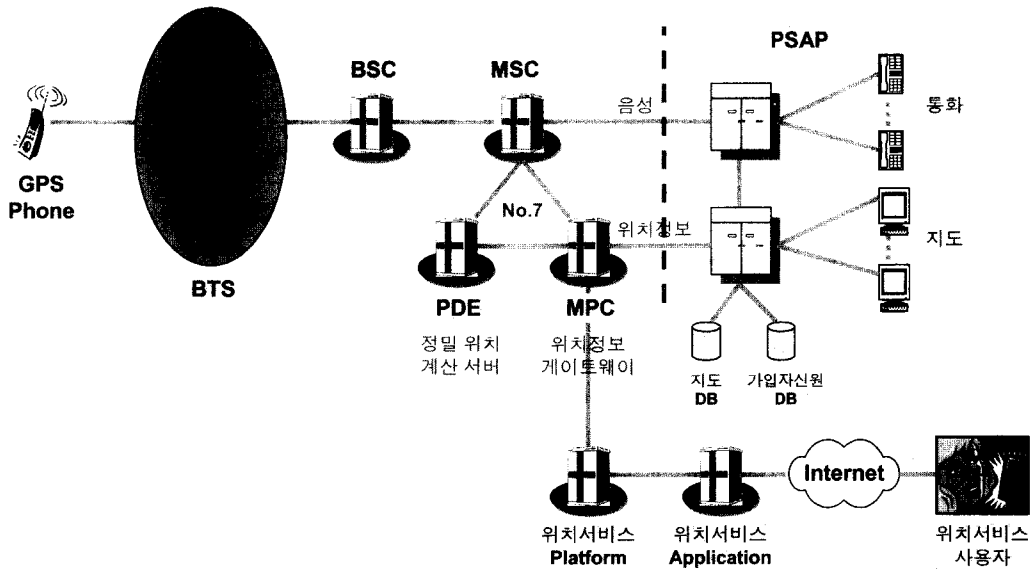 PSAP
BSC
MSC
음성
통화
GPS
Phone
BTS
No.7
위치정보
지도
PDE
MPC
정밀 위치
계산 서버
위치정보
게이트웨이
지도
DB
가입자신원
DB
Internet
위치서비스
Platform
위치서비스
Application
위치서비스
사용자